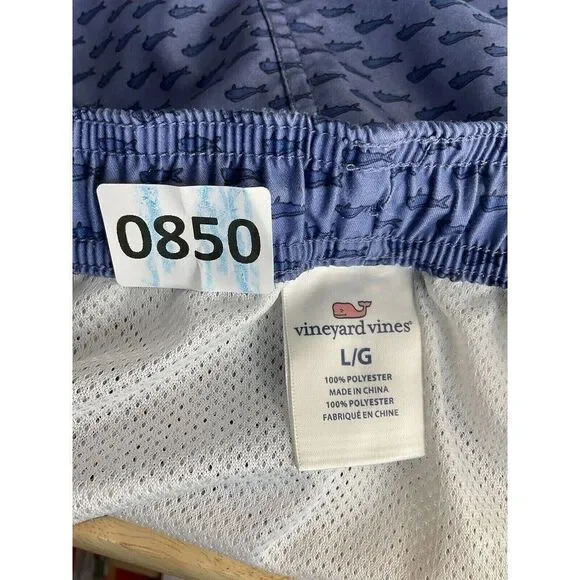 0850
vineyard vines®
L/G
100% POLYESTER
MADE IN CHINA
100% POLYESTER
FABRIQUÉ EN CHINE